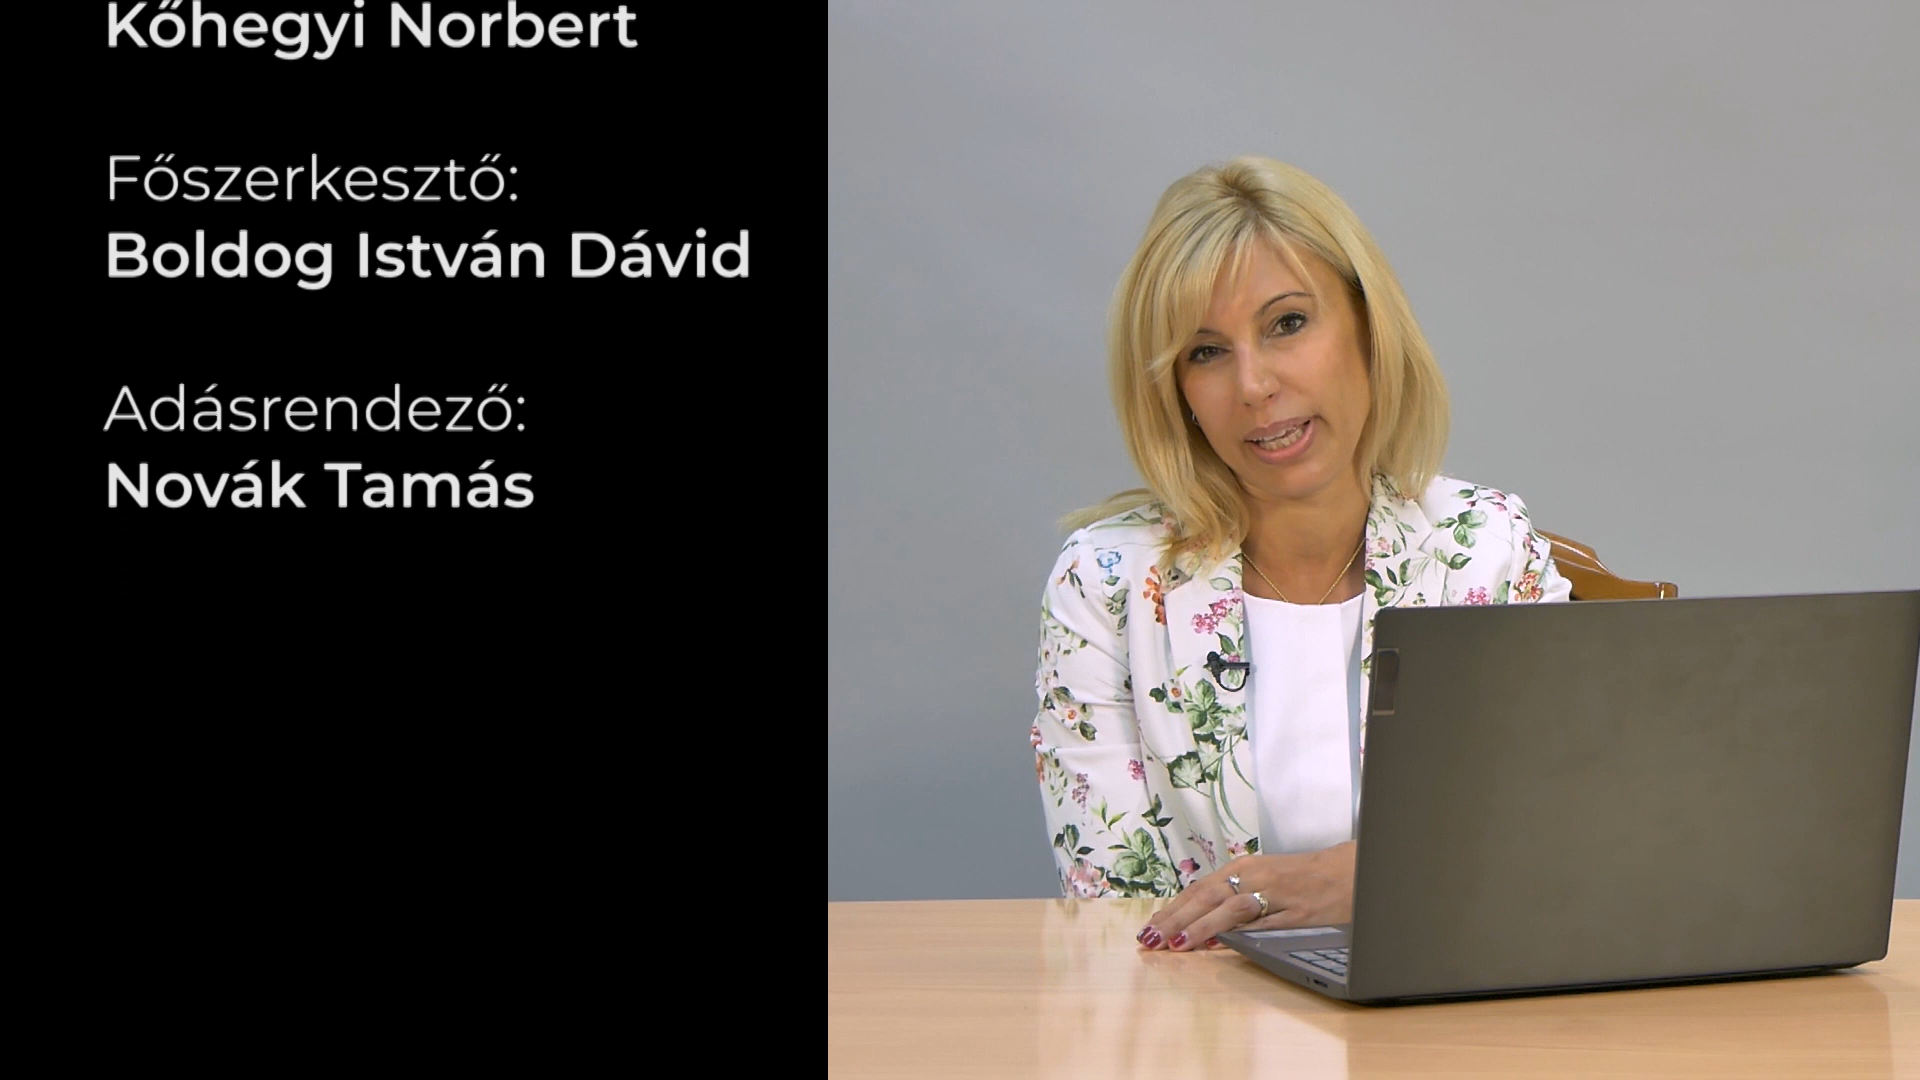 Kőhegyi Norbert
Főszerkesztő:
Boldog István Dávid
Adásrendező:
Novák Tamás